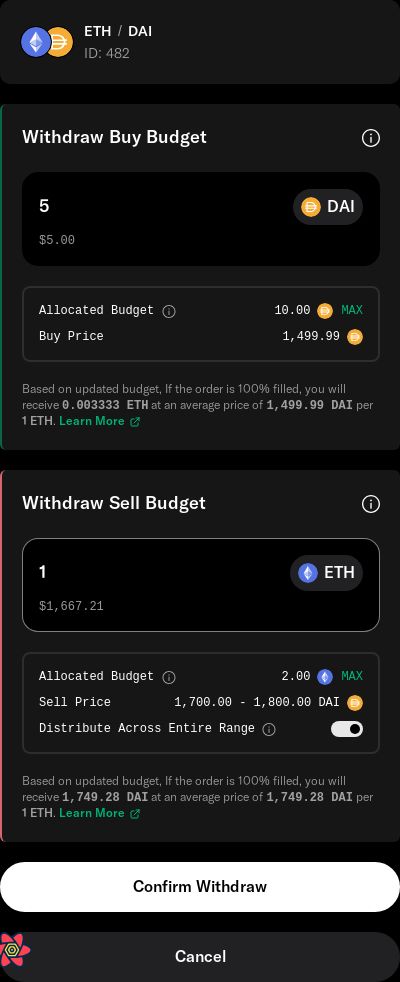 ETH / DAI
ID: 482
Withdraw Buy Budget
5
DAI
$5.00
Allocated Budget 10.00 MAX
Buy Price 1,499.99
Based on updated budget, If the order is 100% filled, you will
receive 0.003333 ETH at an average price of 1,499.99 DAI per
1 ETH. Learn More
Withdraw Sell Budget
1
ETH
$1,667.21
Allocated Budget 2.00 MAX
Sell Price 1,700.00 - 1,800.00 DAI
Distribute Across Entire Range
Based on updated budget, If the order is 100% filled, you will
receive 1,749.28 DAI at an average price of 1,749.28 DAI per
1 ETH. Learn More
Confirm Withdraw
Cancel